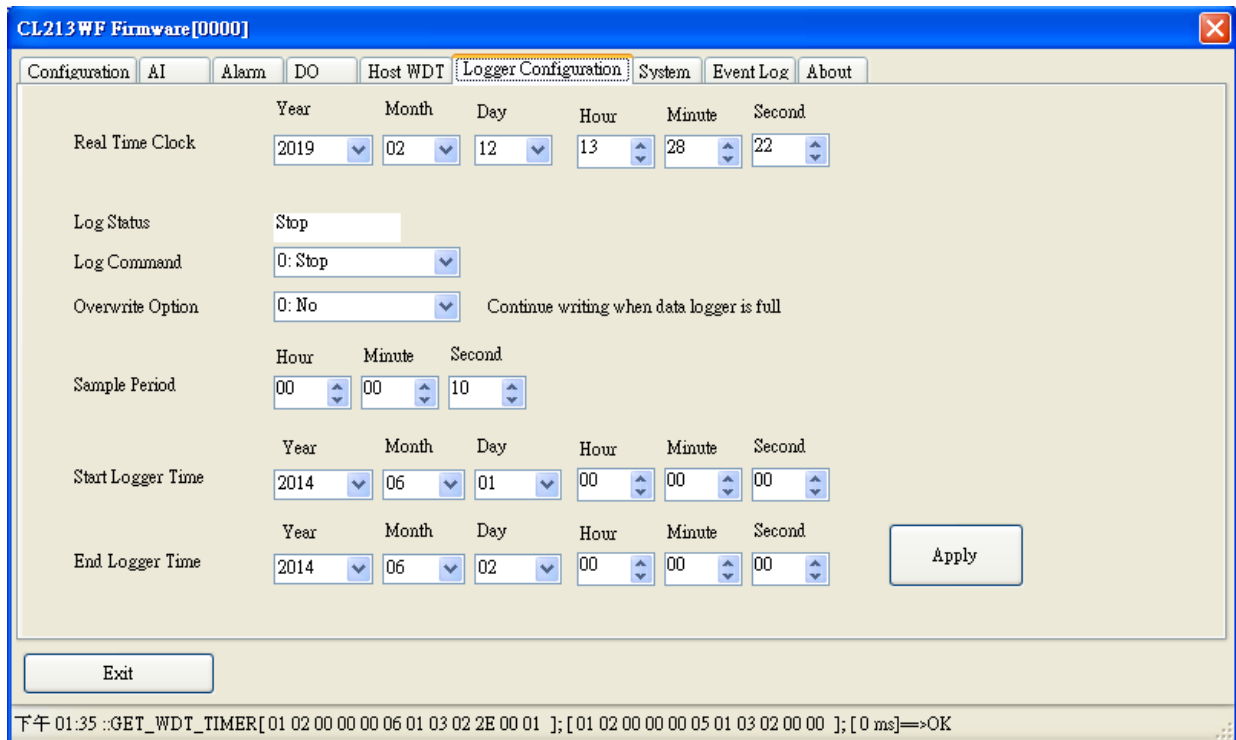 CL213WF Firmware[0000]
Configuration AI Alarm DO Host WDT Logger Configuration System Event Log About
Year Month Day Hour Minute Second
Real Time Clock 2019 02 12 13 28 22
Log Status Stop
Log Command 0: Stop
Overwrite Option 0: No Continue writing when data logger is full
Hour Minute Second
Sample Period 00 00 10
Year Month Day Hour Minute Second
Start Logger Time 2014 06 01 00 00 00
Year Month Day Hour Minute Second
End Logger Time 2014 06 02 00 00 00 Apply
Exit
下午 01:35 ::GET_WDT_TIMER[ 01 02 00 00 00 06 01 03 02 2E 00 01 ]; [ 01 02 00 00 00 05 01 03 02 00 00 ]; [ 0 ms]==>OK